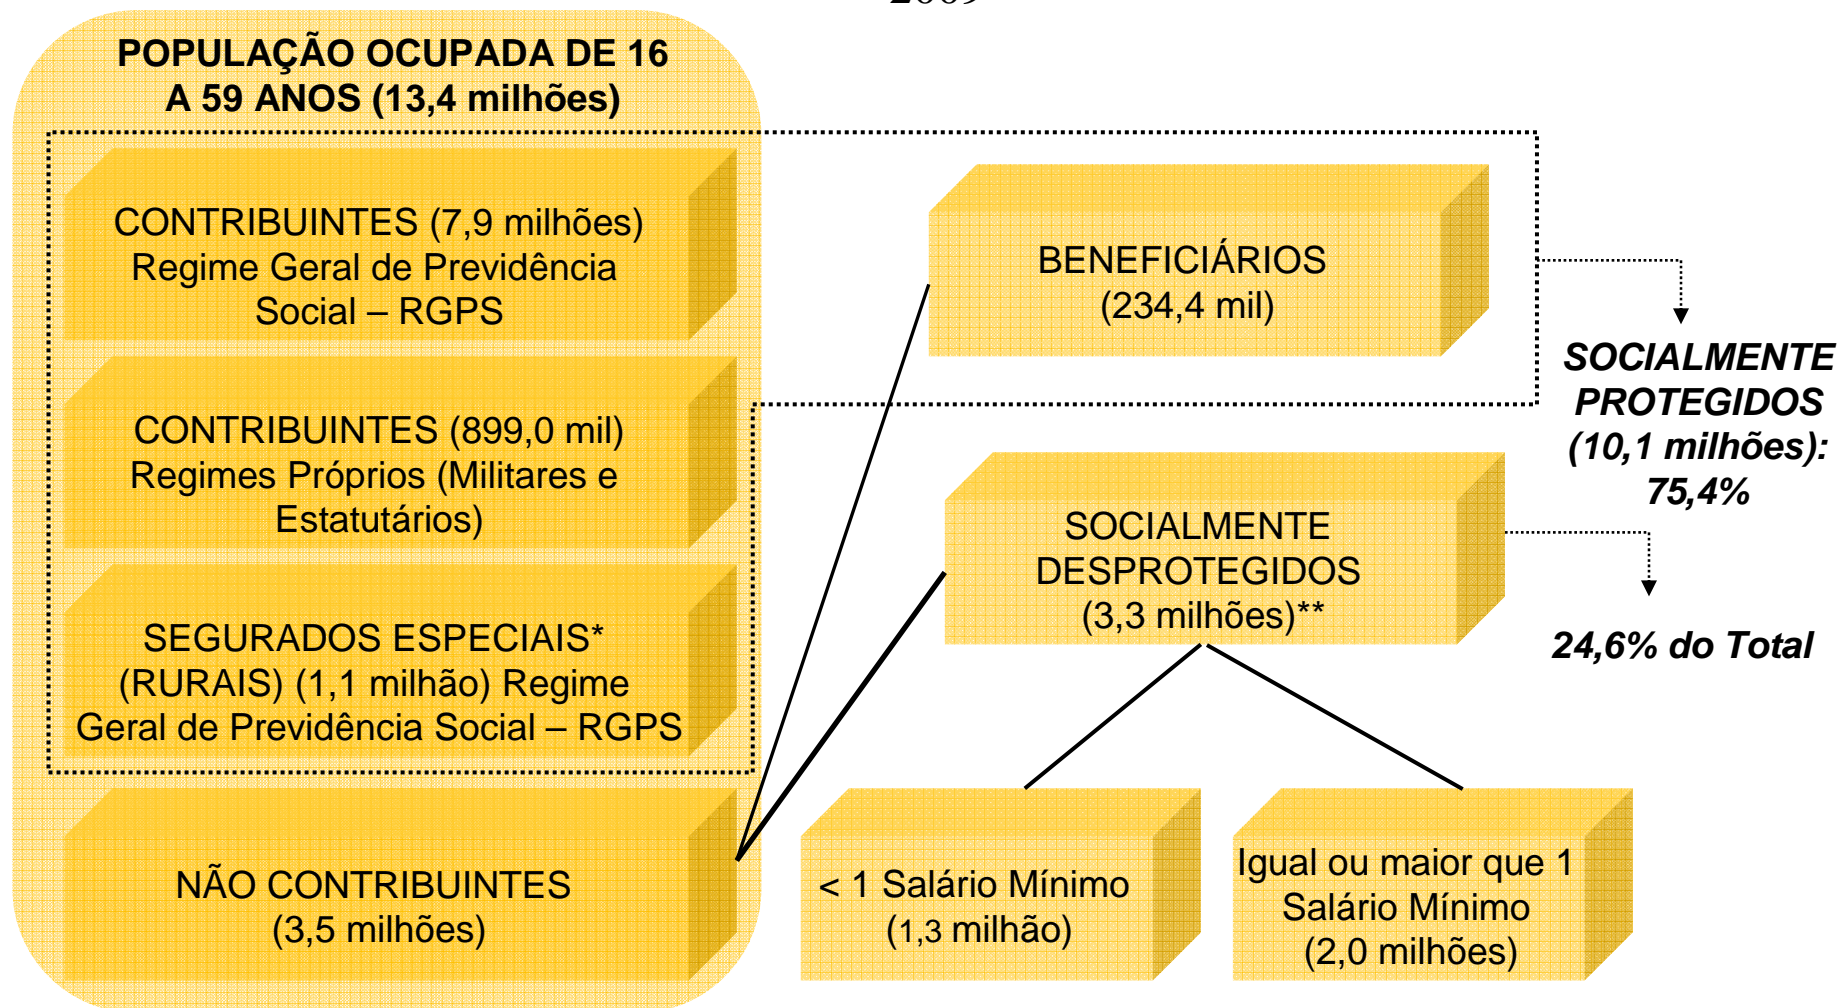 2009
POPULAÇÃO OCUPADA DE 16
A 59 ANOS (13,4 milhões)
CONTRIBUINTES (7,9 milhões)
Regime Geral de Previdência
Social – RGPS
CONTRIBUINTES (899,0 mil)
Regimes Próprios (Militares e
Estatutários)
SEGURADOS ESPECIAIS*
(RURAIS) (1,1 milhão) Regime
Geral de Previdência Social – RGPS
NÃO CONTRIBUINTES
(3,5 milhões)
BENEFICIÁRIOS
(234,4 mil)
SOCIALMENTE
DESPROTEGIDOS
(3,3 milhões)**
< 1 Salário Mínimo
(1,3 milhão)
Igual ou maior que 1
Salário Mínimo
(2,0 milhões)
SOCIALMENTE
PROTEGIDOS
(10,1 milhões):
75,4%
24,6% do Total